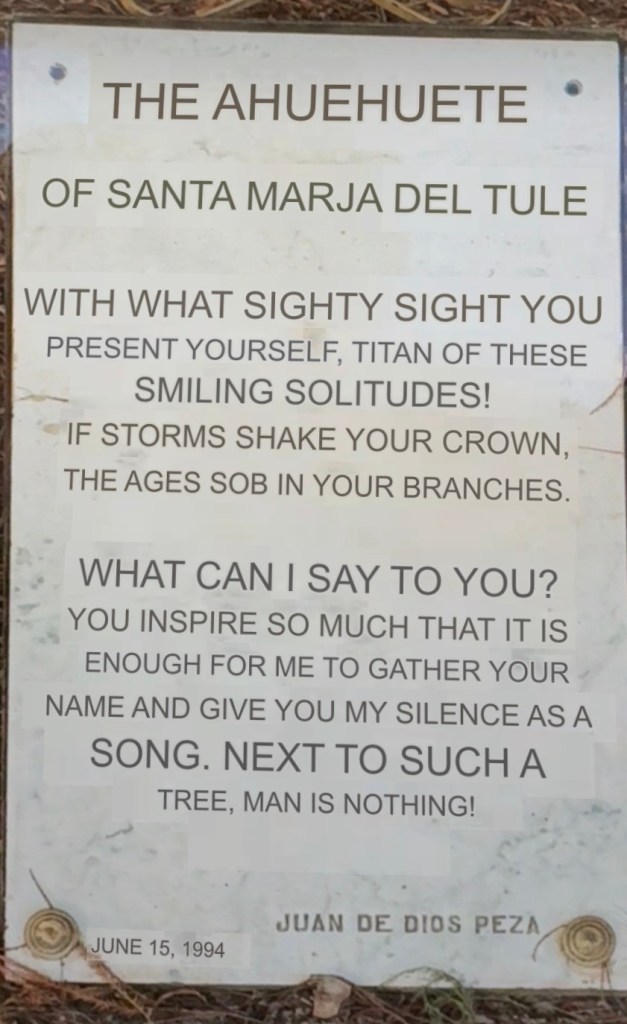 THE AHUEHUETE
OF SANTA MARJA DEL TULE
WITH WHAT SIGHTY SIGHT YOU
PRESENT YOURSELF, TITAN OF THESE
SMILING SOLITUDES!
IF STORMS SHAKE YOUR CROWN,
THE AGES SOB IN YOUR BRANCHES.
WHAT CAN I SAY TO YOU?
YOU INSPIRE SO MUCH THAT IT IS
ENOUGH FOR ME TO GATHER YOUR
NAME AND GIVE YOU MY SILENCE AS A
SONG. NEXT TO SUCH A
TREE, MAN IS NOTHING!
JUAN DE DIOS PEZA
JUNE 15, 1994